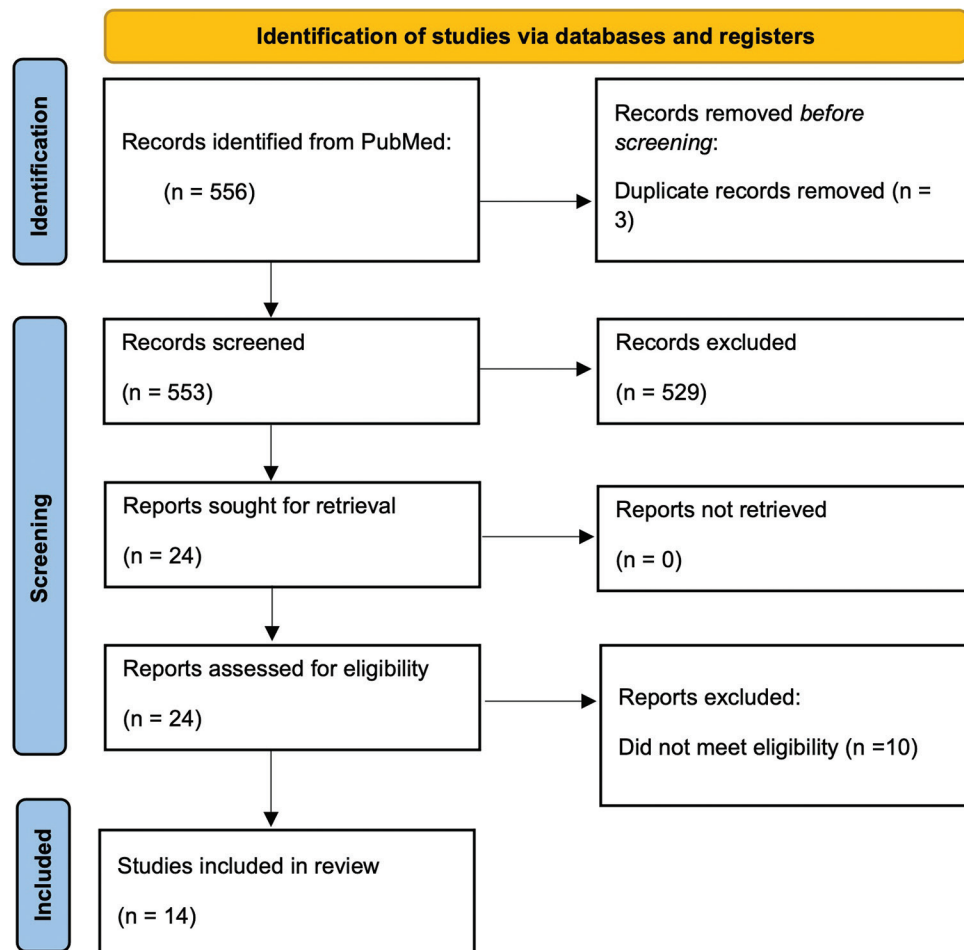 Identification of studies via databases and registers
Identification
Records identified from PubMed:
(n = 556)
Records removed before
screening:
Duplicate records removed (n =
3)
Screening
Records screened
(n = 553)
Records excluded
(n = 529)
Reports sought for retrieval
(n = 24)
Reports not retrieved
(n = 0)
Reports assessed for eligibility
(n = 24)
Reports excluded:
Did not meet eligibility (n =10)
Included
Studies included in review
(n = 14)